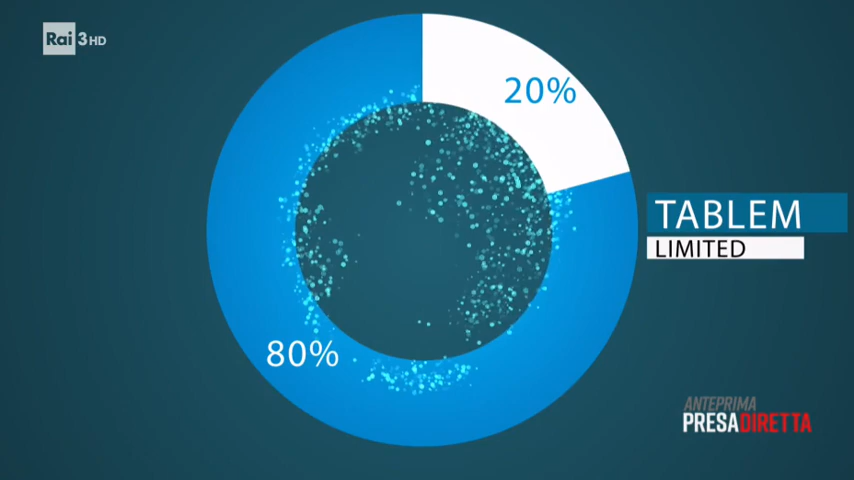 Rai 3HD
20%
TABLEM
LIMITED
80%
ANTEPRIMA
PRESADIRETTA